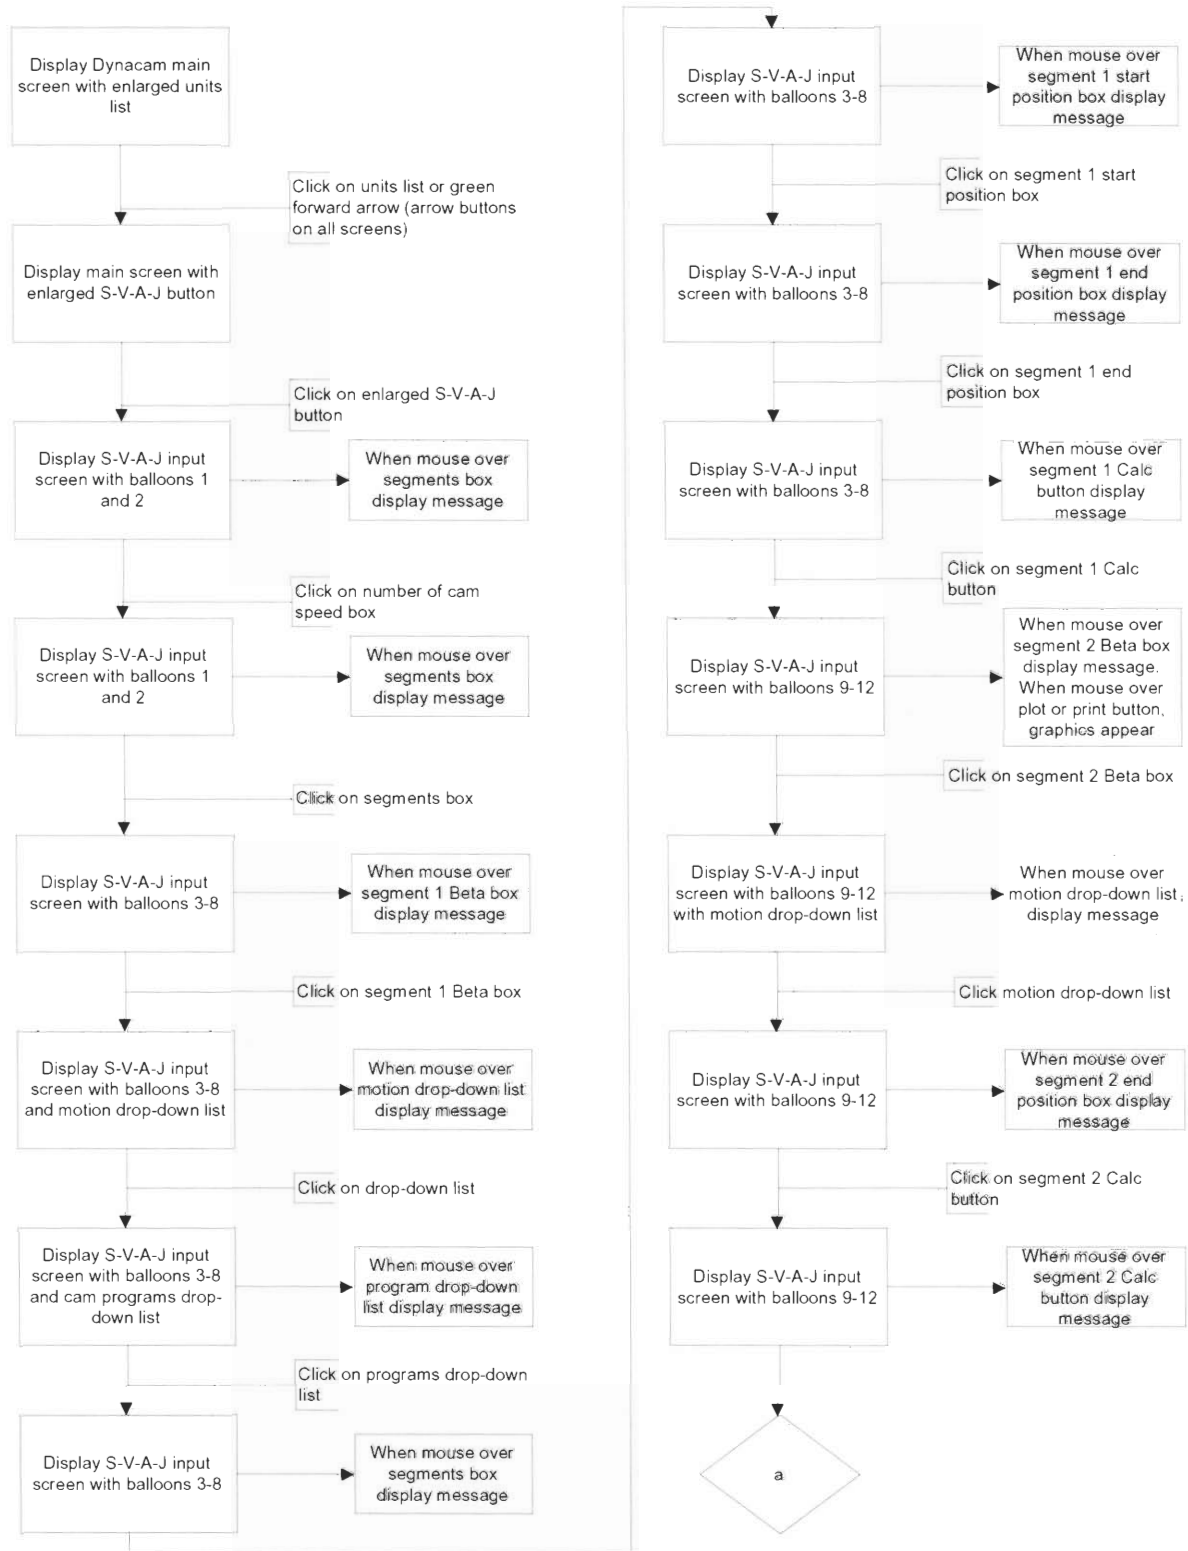 Display Dynacam main
screen with enlarged units
list
Click on units list or green
forward arrow (arrow buttons
on all screens)
Display main screen with
enlarged S-V-A-J button
Click on enlarged S-V-A-J
button
Display S-V-A-J input
screen with balloons 1
and 2
When mouse over
segments box
display message
Click on number of cam
speed box
Display S-V-A-J input
screen with balloons 1
and 2
When mouse over
segments box
display message
Click on segments box
Display S-V-A-J input
screen with balloons 3-8
When mouse over
segment 1 Beta box
display message
Click on segment 1 Beta box
Display S-V-A-J input
screen with balloons 3-8
and motion drop-down list
When mouse over
motion drop-down list
display message
Click on drop-down list
Display S-V-A-J input
screen with balloons 3-8
and cam programs drop-
down list
When mouse over
program drop-down
list display message
Click on programs drop-down
list
Display S-V-A-J input
screen with balloons 3-8
When mouse over
segments box
display message
Display S-V-A-J input
screen with balloons 3-8
When mouse over
segment 1 start
position box display
message
Click on segment 1 start
position box
Display S-V-A-J input
screen with balloons 3-8
When mouse over
segment 1 end
position box display
message
Click on segment 1 end
position box
Display S-V-A-J input
screen with balloons 3-8
When mouse over
segment 1 Calc
button display
message
Click on segment 1 Calc
button
Display S-V-A-J input
screen with balloons 9-12
When mouse over
segment 2 Beta box
display message.
When mouse over
plot or print button,
graphics appear
Click on segment 2 Beta box
Display S-V-A-J input
screen with balloons 9-12
with motion drop-down list
When mouse over
motion drop-down list,
display message
Click motion drop-down list
Display S-V-A-J input
screen with balloons 9-12
When mouse over
segment 2 end
position box display
message
Click on segment 2 Calc
button
Display S-V-A-J input
screen with balloons 9-12
When mouse over
segment 2 Calc
button display
message
a